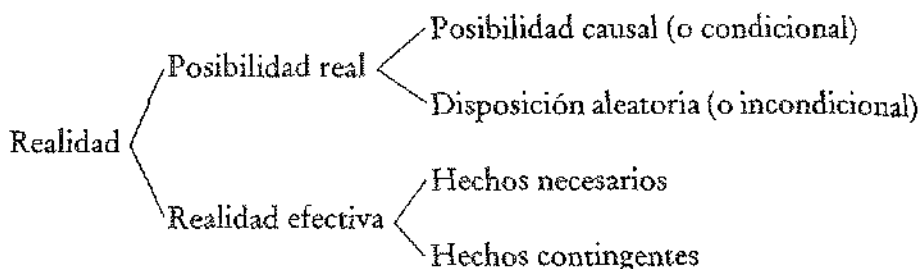 Posibilidad causal (o condicional)
Posibilidad real
Disposición aleatoria (o incondicional)
Realidad
Hechos necesarios
Realidad efectiva
Hechos contingentes